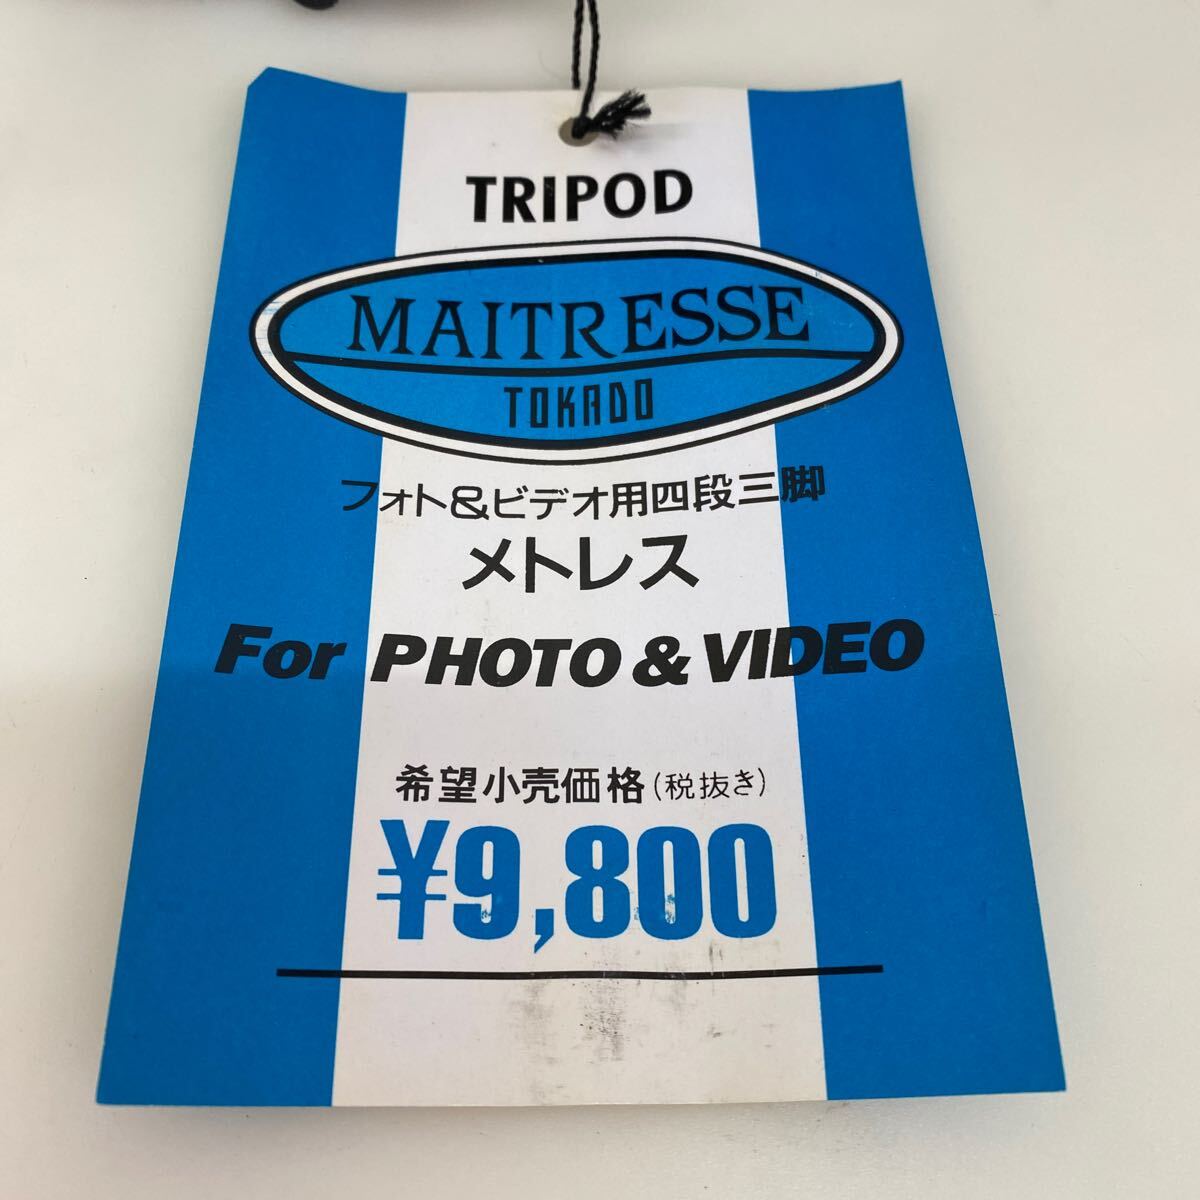 TRIPOD
MAITRESSE
TOKADO
フォト&ビデオ用四段三脚
メトレス
For PHOTO & VIDEO
希望小売価格(税抜き)
¥9,800